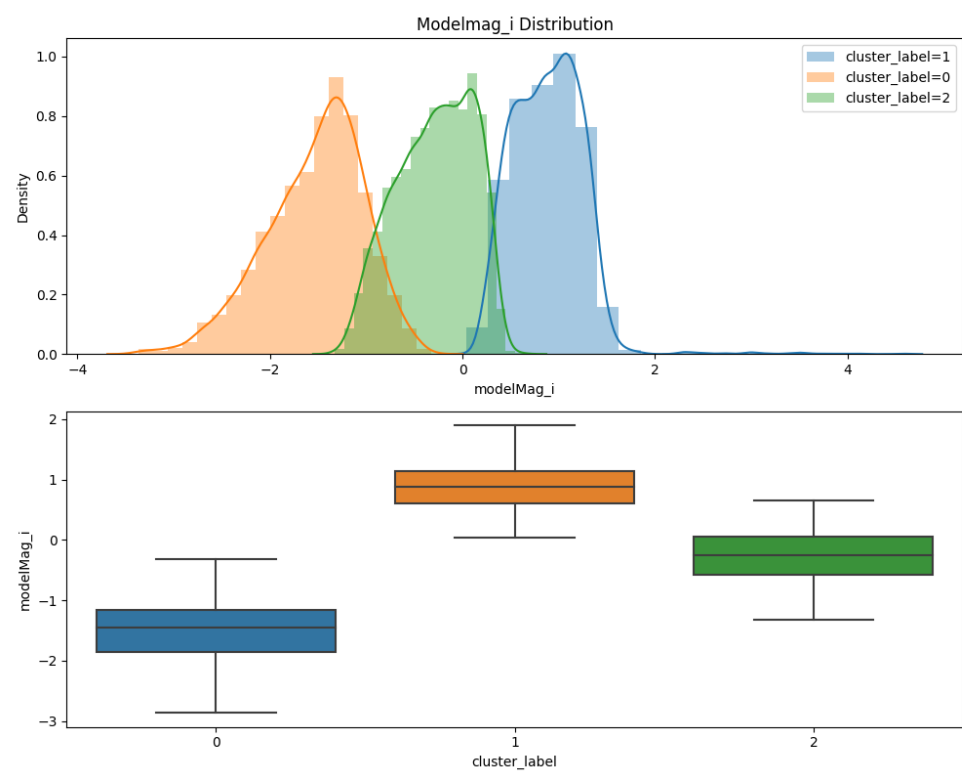 Modelmag_i Distribution
cluster_label=1
cluster_label=0
cluster_label=2
Density
1.0
0.8
0.6
0.4
0.2
0.0
−4
−2
0
2
4
modelMag_i
modelMag_i
2
1
0
−1
−2
−3
0
1
2
cluster_label